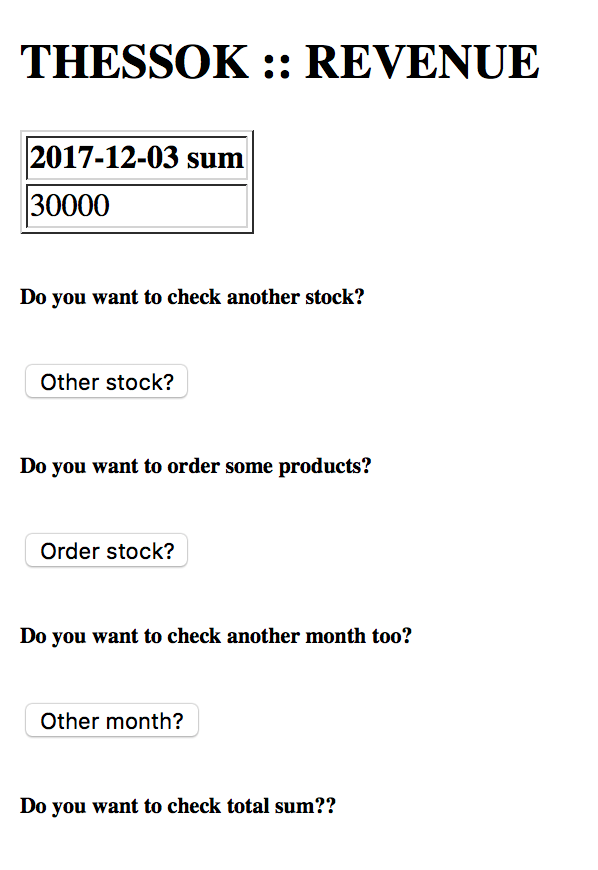 THESSOK :: REVENUE
2017-12-03 sum
30000
Do you want to check another stock?
Other stock?
Do you want to order some products?
Order stock?
Do you want to check another month too?
Other month?
Do you want to check total sum??